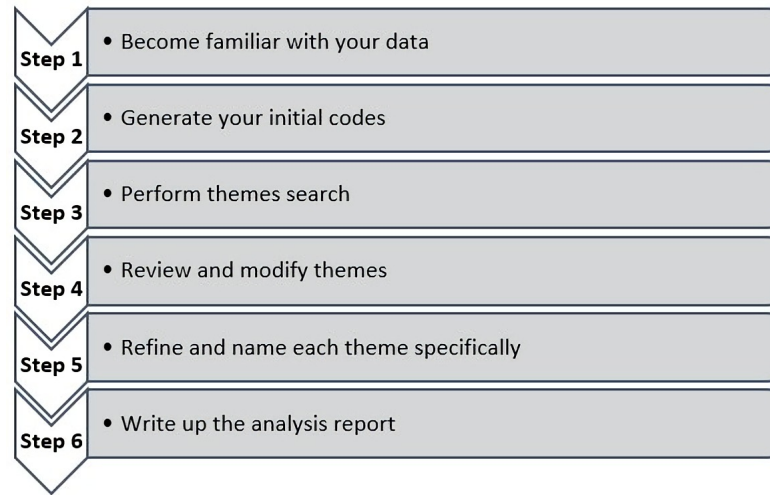 Step 1
• Become familiar with your data
Step 2
• Generate your initial codes
Step 3
• Perform themes search
Step 4
• Review and modify themes
Step 5
• Refine and name each theme specifically
Step 6
• Write up the analysis report